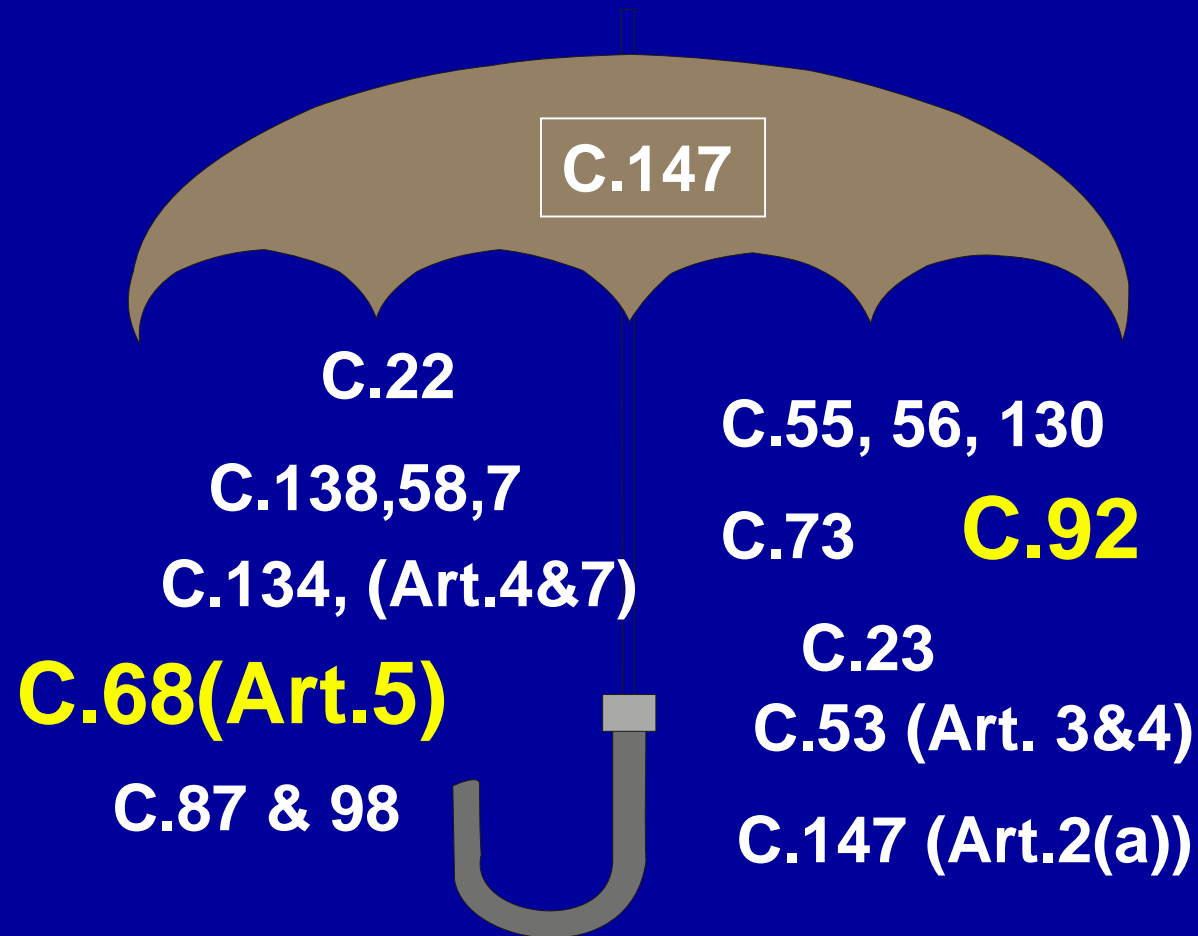 C.147
C.22
C.138,58,7
C.134, (Art.4&7)
C.68(Art.5)
C.87 & 98
C.55, 56, 130
C.73 C.92
C.23
C.53 (Art. 3&4)
C.147 (Art.2(a))